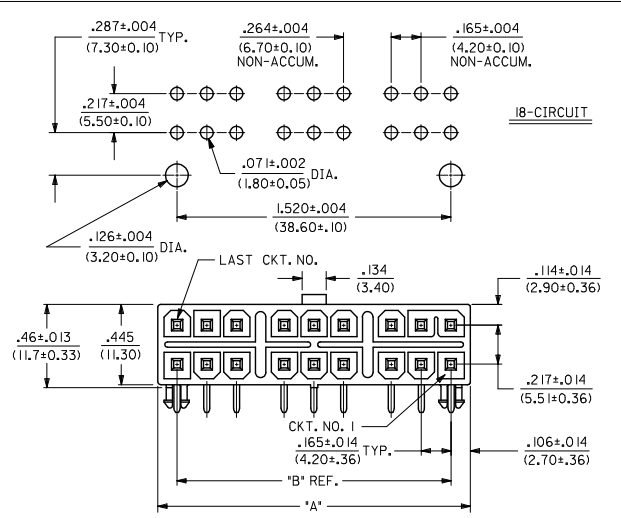 .287±.004
(7.30±0.10) TYP.
.264±.004
(6.70±0.10)
NON-ACCUM.
.165±.004
(4.20±0.10)
NON-ACCUM.
.217±.004
(5.50±0.10)
18-CIRCUIT
.071±.002
(1.80±0.05) DIA.
1.520±.004
(38.60±.10)
.126±.004
(3.20±0.10) DIA.
LAST CKT. NO.
.134
(3.40)
.114±.014
(2.90±0.36)
.46±.013
(11.7±0.33)
.445
(11.30)
.217±.014
(5.51±0.36)
CKT. NO. 1
.165±.014
(4.20±.36) TYP.
.106±.014
(2.70±.36)
"B" REF.
"A"